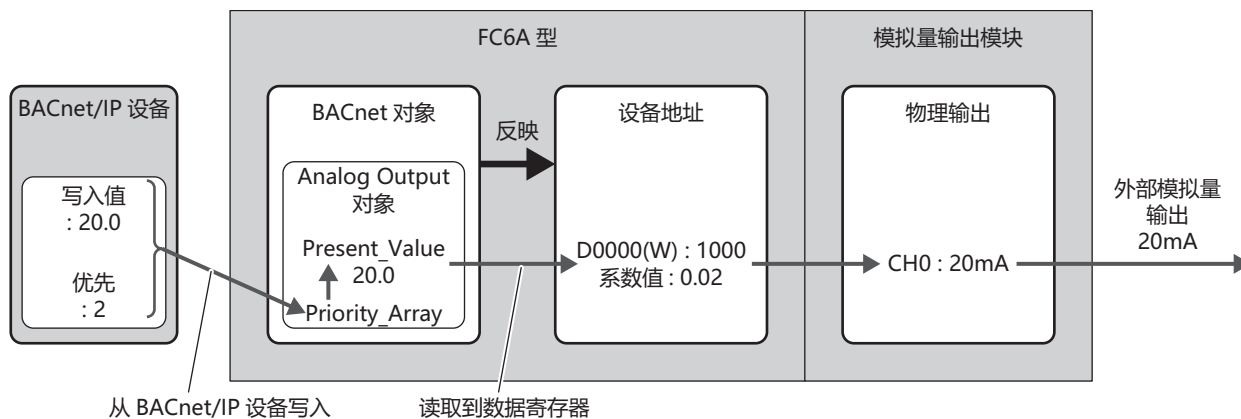 FC6A 型
模拟量输出模块
BACnet/IP 设备
写入值
: 20.0
优先
: 2
BACnet 对象
Analog Output
对象
Present_Value
20.0
Priority_Array
反映
设备地址
D0000(W) : 1000
系数值 : 0.02
物理输出
CH0 : 20mA
外部模拟量
输出
20mA
从 BACnet/IP 设备写入
读取到数据寄存器